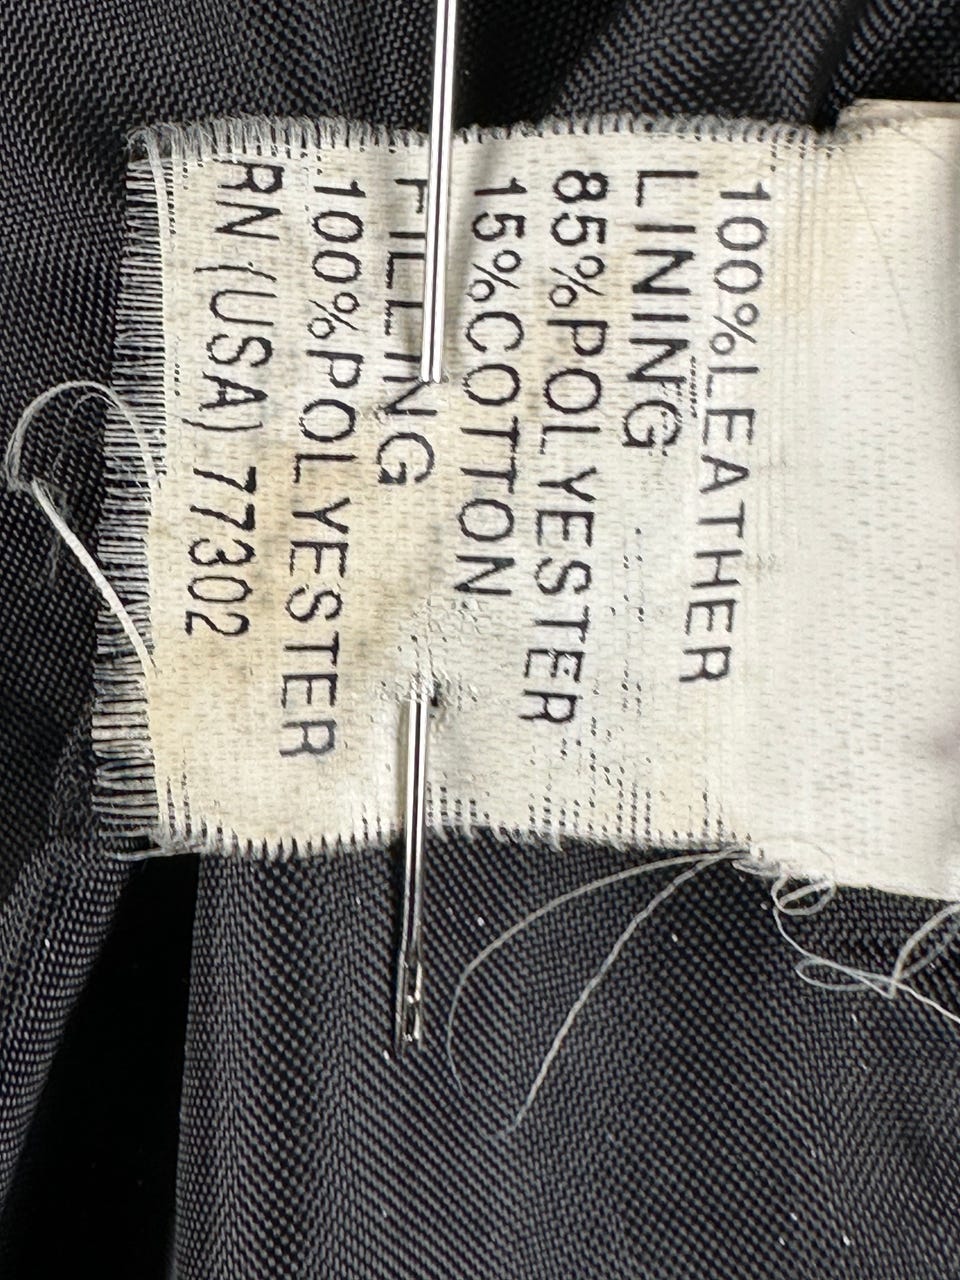 100%LEATHER
LINING
85%POLYESTER
15%COTTON
FILLING
100%POLYESTER
RN(USA)77302